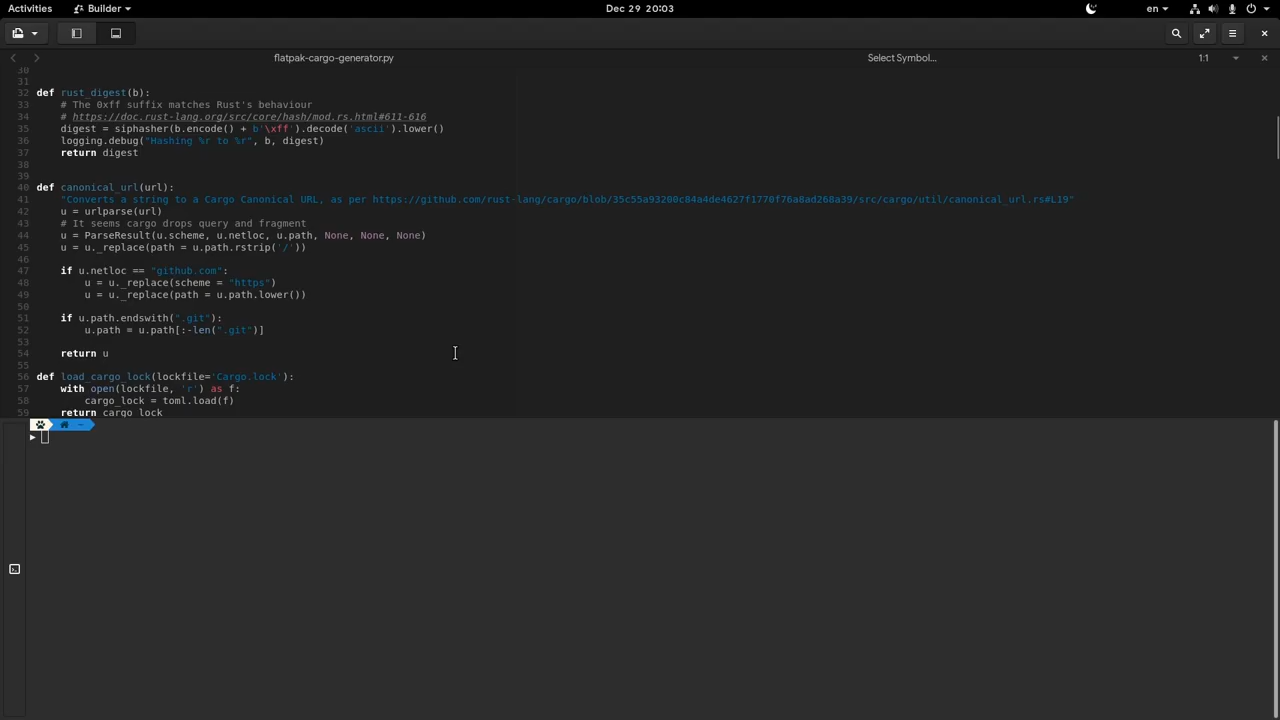 Activities Builder Dec 29 20:03 en
flatpak-cargo-generator.py Select Symbol... 1:1
30
31
32 def rust_digest(b):
33 # The 0xff suffix matches Rust's behaviour
34 # https://doc.rust-lang.org/src/core/hash/mod.rs.html#611-616
35 digest = siphasher(b.encode() + b'\xff').decode('ascii').lower()
36 logging.debug("Hashing %r to %r", b, digest)
37 return digest
38
39
40 def canonical_url(url):
41 "Converts a string to a Cargo Canonical URL, as per https://github.com/rust-lang/cargo/blob/35c55a93200c84a4de4627f1770f76a8ad268a39/src/cargo/util/canonical_url.rs#L19"
42 u = urlparse(url)
43 # It seems cargo drops query and fragment
44 u = ParseResult(u.scheme, u.netloc, u.path, None, None, None)
45 u = u._replace(path = u.path.rstrip('/'))
46
47 if u.netloc == "github.com":
48 u = u._replace(scheme = "https")
49 u = u._replace(path = u.path.lower())
50
51 if u.path.endswith(".git"):
52 u.path = u.path[:-len(".git")]
53
54 return u
55
56 def load_cargo_lock(lockfile='Cargo.lock'):
57 with open(lockfile, 'r') as f:
58 cargo_lock = toml.load(f)
59 return cargo_lock
~